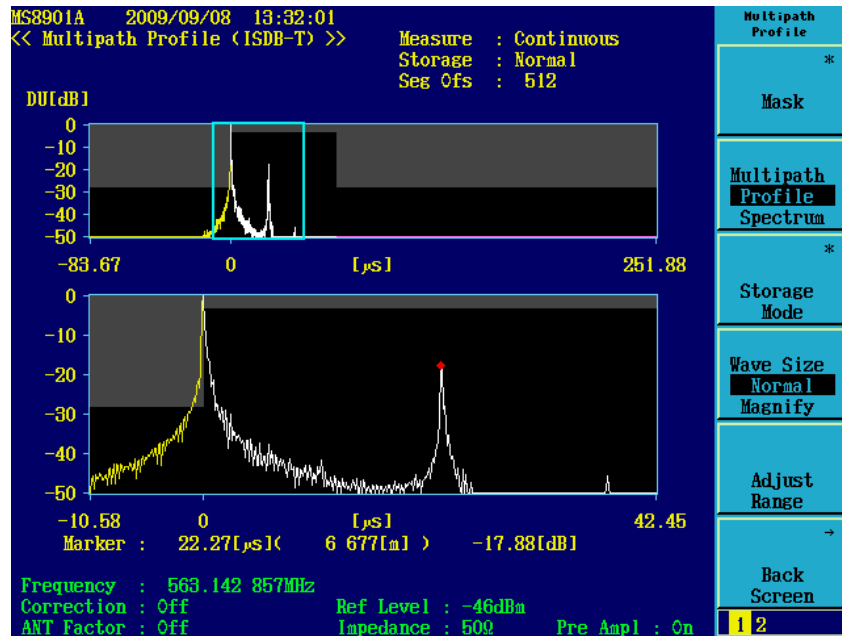 MS8901A 2009/09/08 13:32:01
<< Multipath Profile (ISDB-T) >> Measure : Continuous
Storage : Normal
Seg Ofs : 512
DU[dB]
0
-10
-20
-30
-40
-50
-83.67 0 [µs] 251.88
0
-10
-20
-30
-40
-50
-10.58 0 [µs] 42.45
Marker : 22.27[µs]( 6 677[m] ) -17.88[dB]
Frequency : 563.142 857MHz
Correction : Off Ref Level : -46dBm
ANT Factor : Off Impedance : 50Ω Pre Ampl : On
Multipath
Profile
*
Mask
Multipath
Profile
Spectrum
*
Storage
Mode
Wave Size
Normal
Magnify
Adjust
Range
→
Back
Screen
1 2